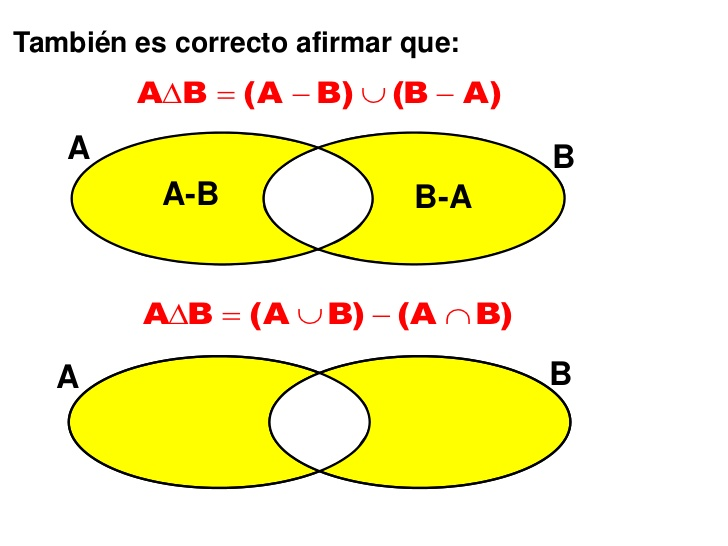 También es correcto afirmar que:
A∆B = (A − B) ∪ (B − A)
A
B
A-B
B-A
A∆B = (A ∪ B) − (A ∩ B)
A
B